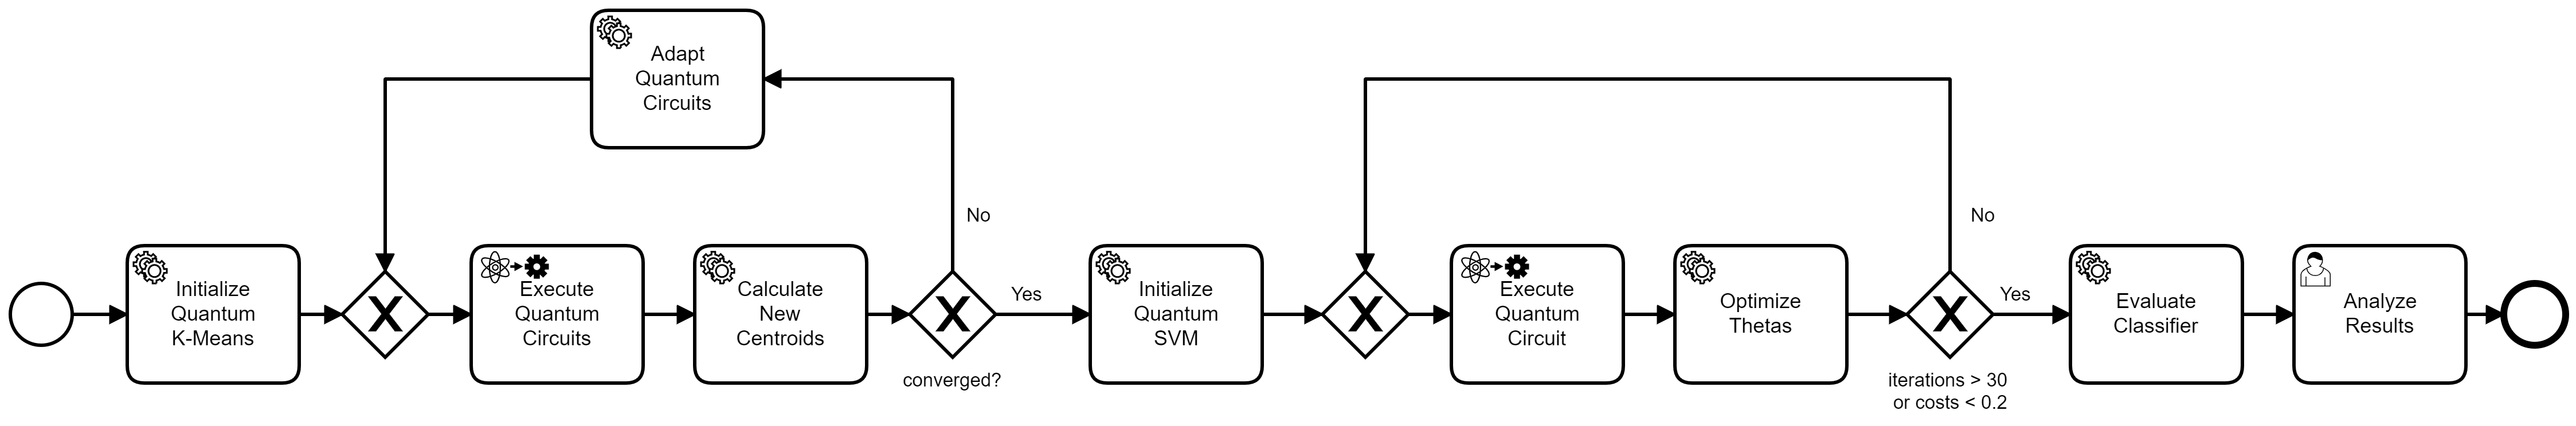 Adapt
Quantum
Circuits
No
No
Initialize
Quantum
K-Means
Execute
Quantum
Circuits
Calculate
New
Centroids
converged?
Yes
Initialize
Quantum
SVM
Execute
Quantum
Circuit
Optimize
Thetas
iterations > 30
or costs < 0.2
Yes
Evaluate
Classifier
Analyze
Results